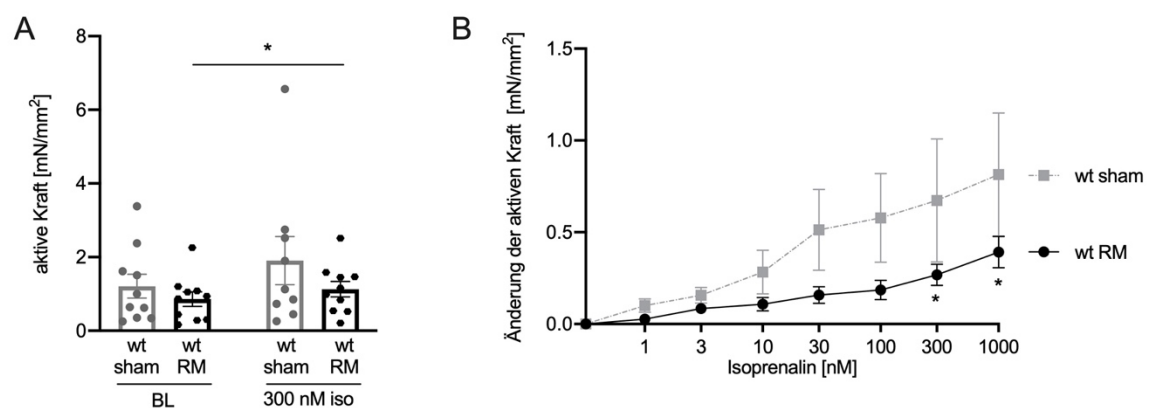 A
aktive Kraft [mN/mm²]
8
6
4
2
0
*
wt sham
wt RM
wt sham
wt RM
BL
300 nM iso
B
Änderung der aktiven Kraft [mN/mm²]
1.5
1.0
0.5
0.0
*
*
1 3 10 30 100 300 1000
Isoprenalin [nM]
wt sham
wt RM